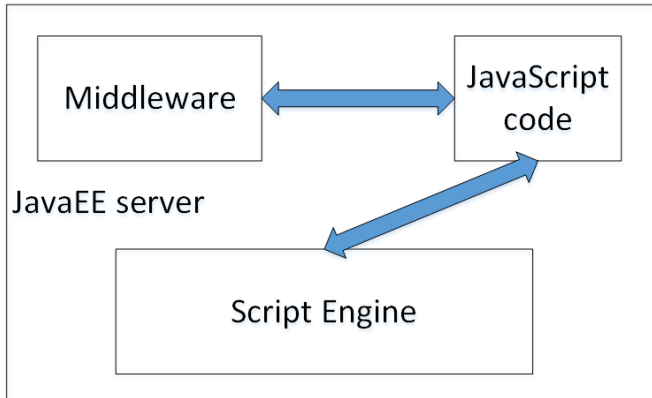 Middleware
JavaScript
code
JavaEE server
Script Engine